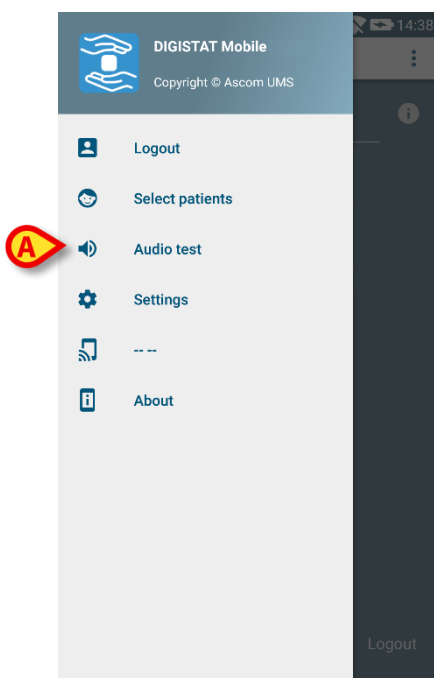 14:38
DIGISTAT Mobile
Copyright © Ascom UMS
Logout
Select patients
A
Audio test
Settings
-- --
About
Logout